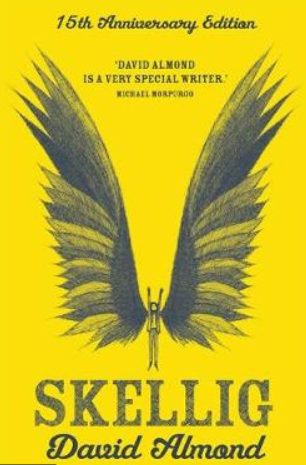 15th Anniversary Edition
'DAVID ALMOND
IS A VERY SPECIAL WRITER.'
MICHAEL MORPURGO
SKELLIG
David Almond